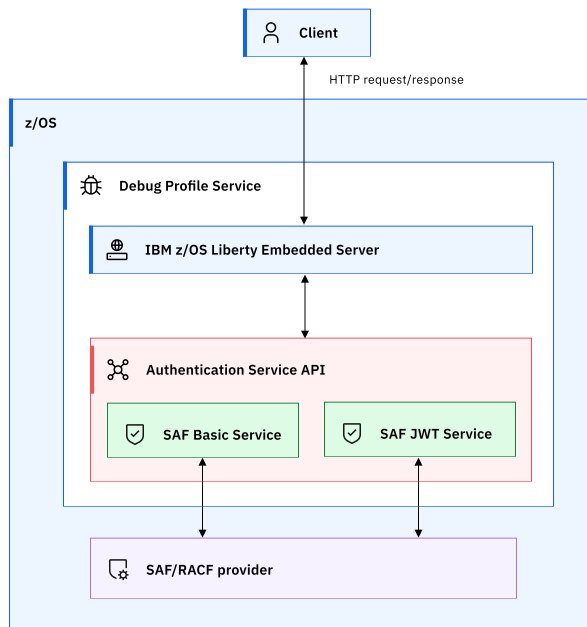 Client
HTTP request/response
z/OS
Debug Profile Service
IBM z/OS Liberty Embedded Server
Authentication Service API
SAF Basic Service
SAF JWT Service
SAF/RACF provider